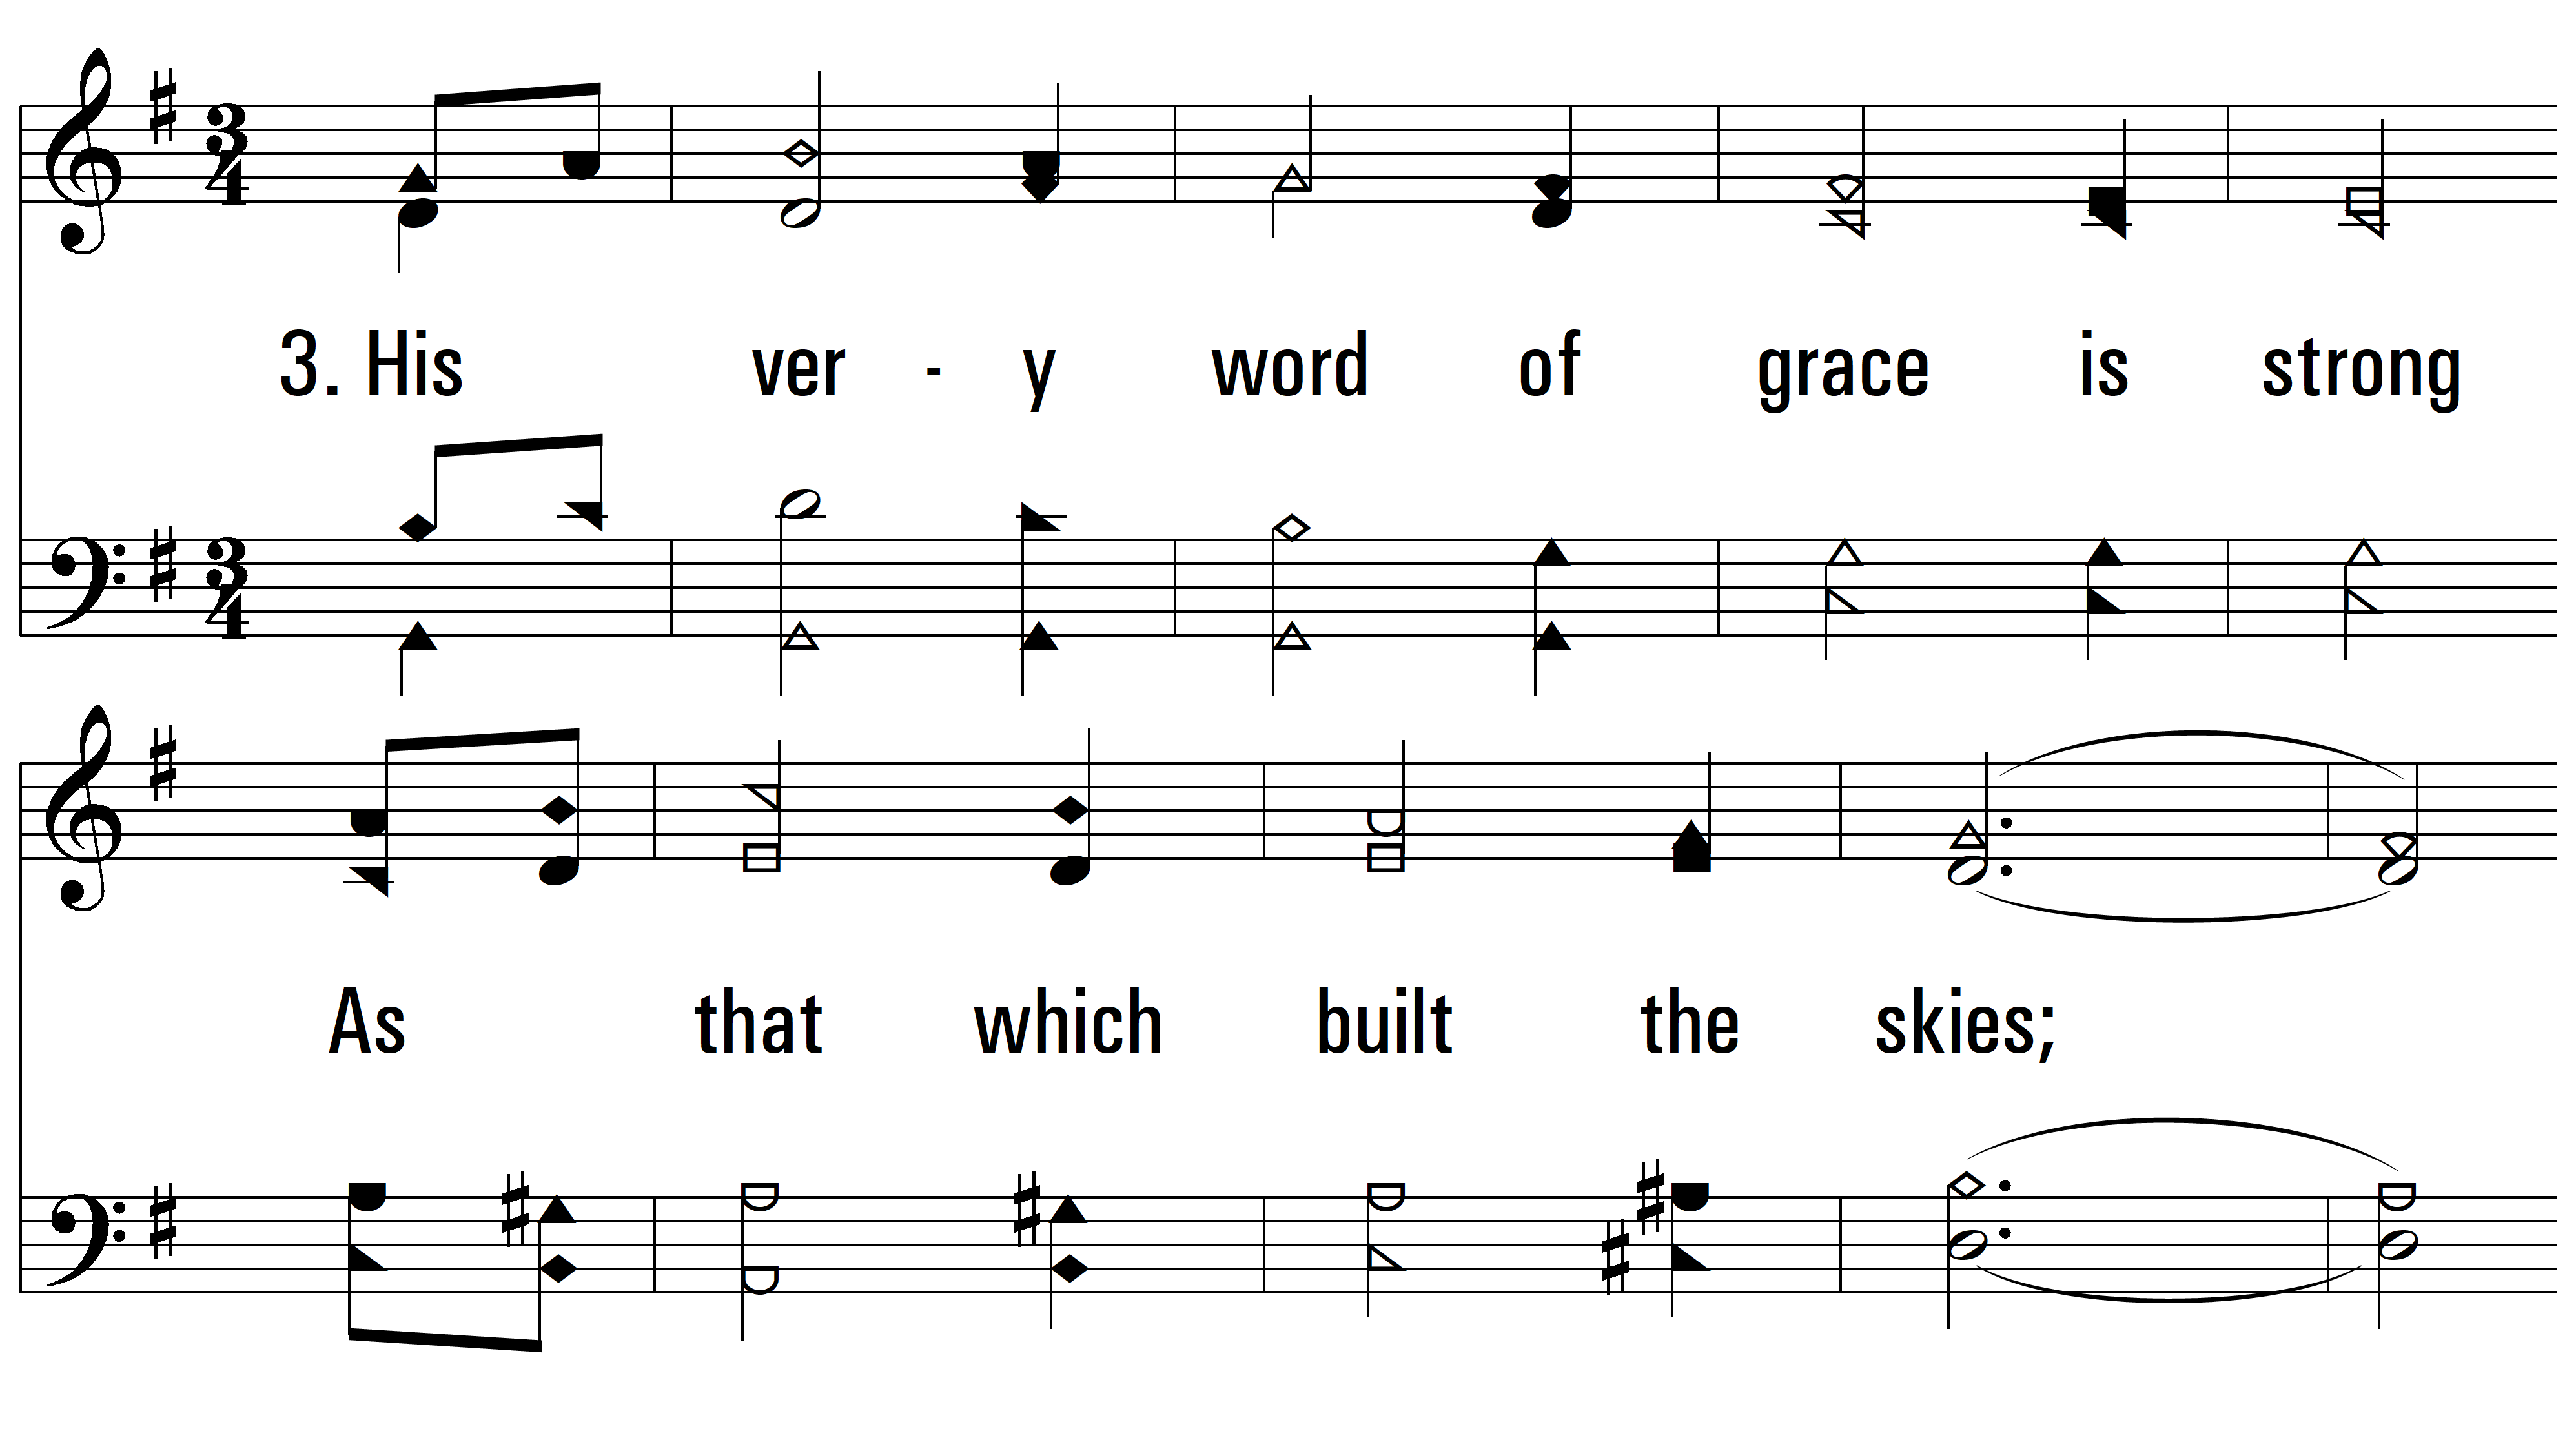 3. His ver - y word of grace is strong
As that which built the skies;